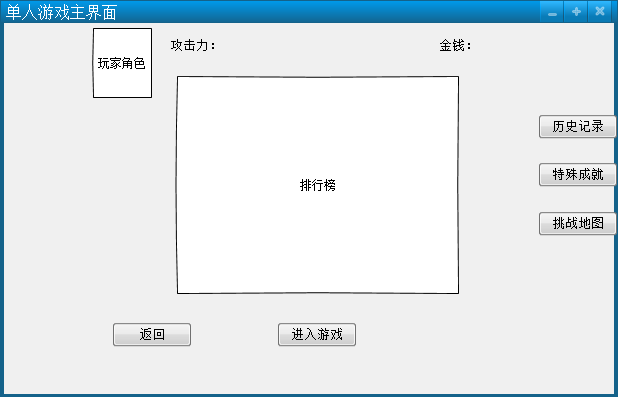 单人游戏主界面
玩家角色
攻击力：
金钱：
排行榜
历史记录
特殊成就
挑战地图
返回
进入游戏